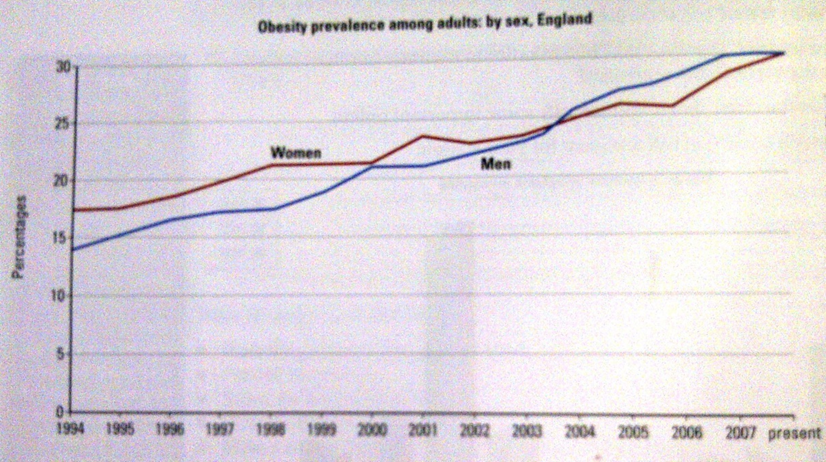 Obesity prevalence among adults: by sex, England
Percentages
30
25
20
15
10
5
0
Women
Men
1994 1995 1996 1997 1998 1999 2000 2001 2002 2003 2004 2005 2006 2007 present